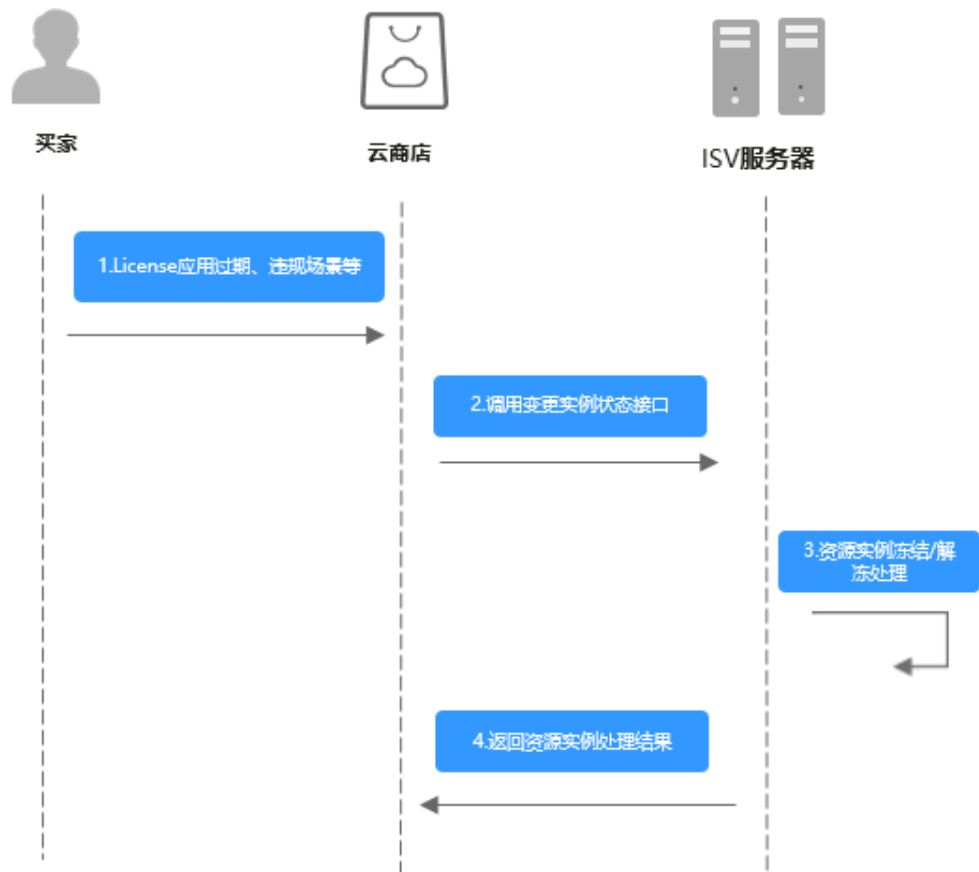 买家
云商店
ISV服务器
1.License应用过期、违规场景等
2.调用变更实例状态接口
3.资源实例冻结/解
冻处理
4.返回资源实例处理结果